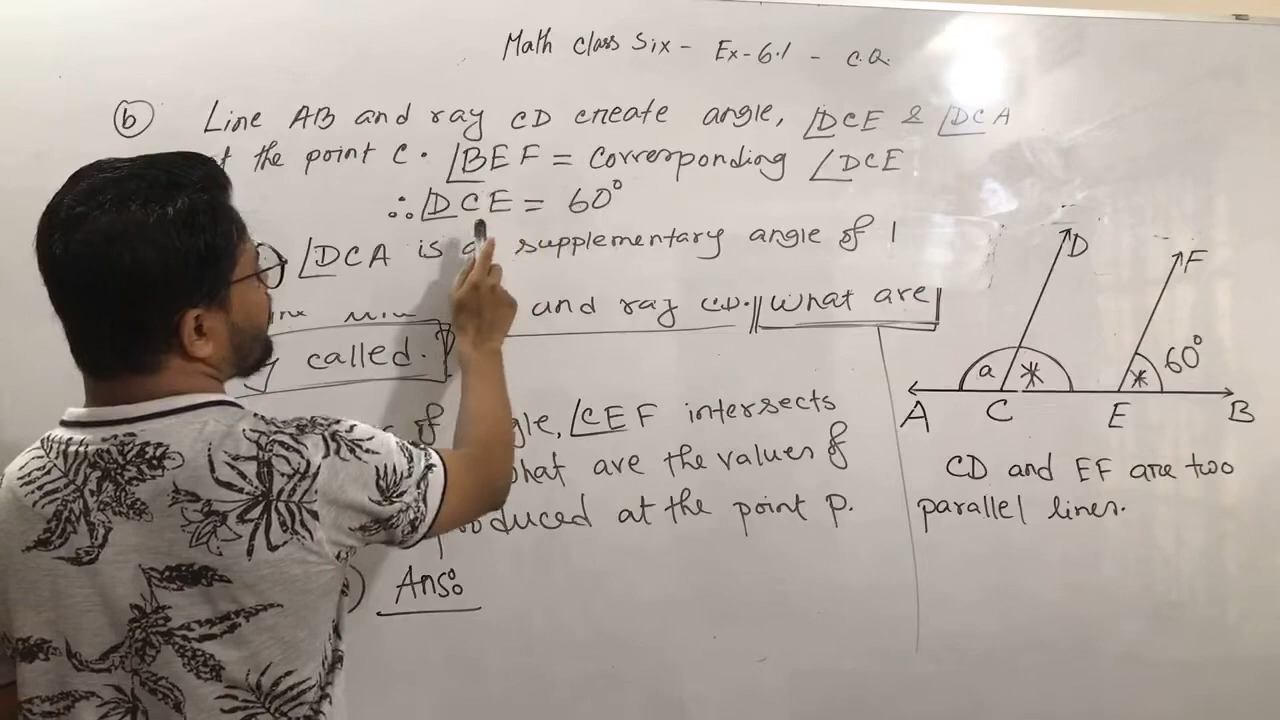 Math class Six - Ex-6.1 - C.Q.
b Line AB and ray CD create angle, ∠DCE & ∠DCA
the point C. ∠BEF = Corresponding ∠DCE
∴ ∠DCE = 60°
∠DCA is supplementary angle of
and ray CD. What are
called.
of ∠CEF intersects
what are the values of
produced at the point P.
Ans:
D
F
a
60°
A C E B
CD and EF are two
parallel lines.